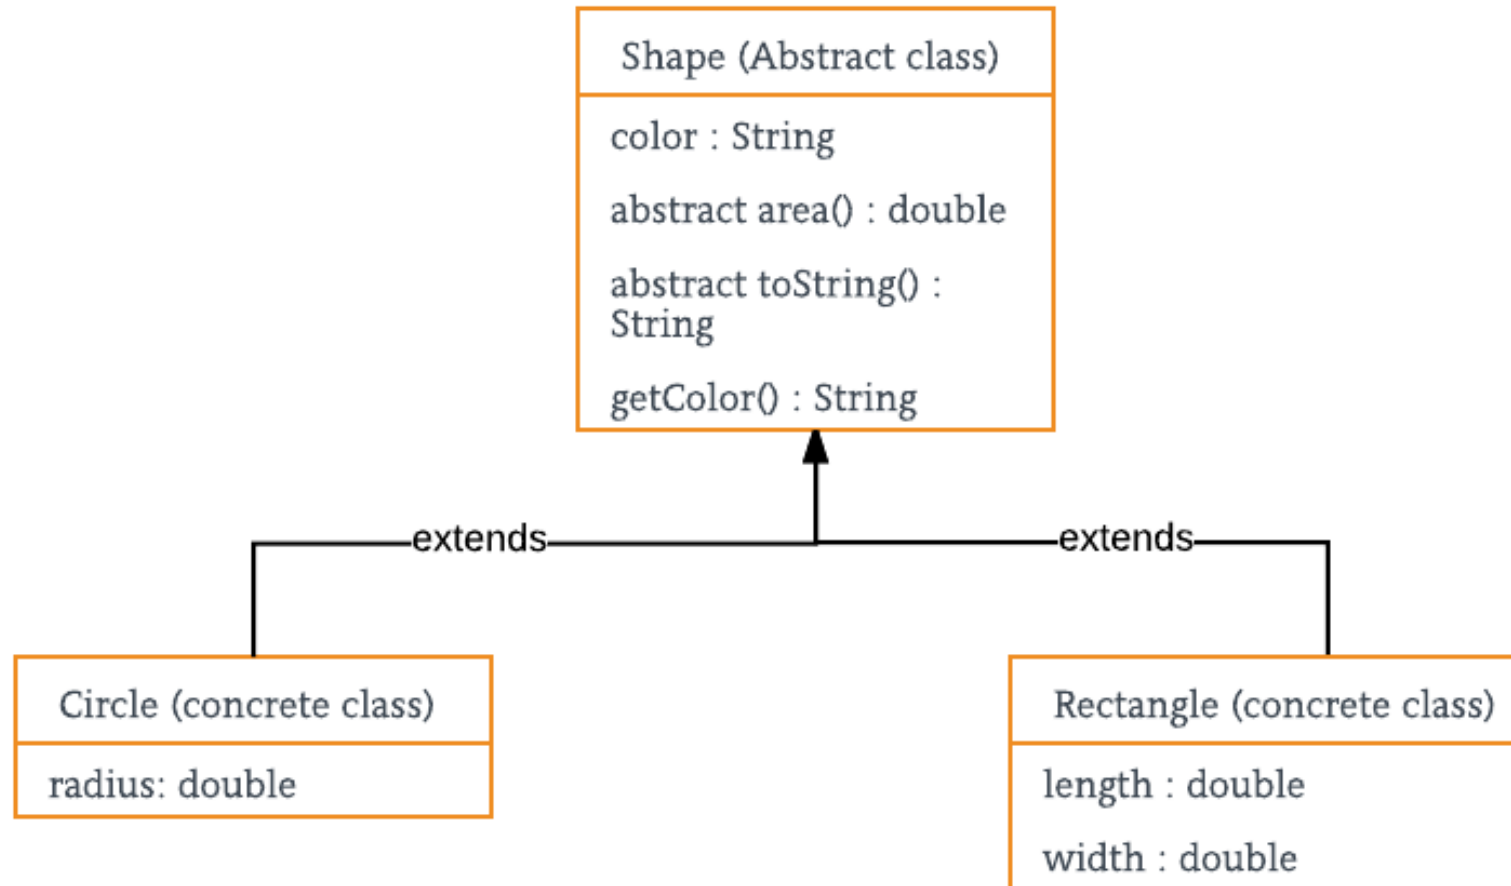 Shape (Abstract class)
color : String
abstract area() : double
abstract toString() :
String
getColor() : String
extends
extends
Circle (concrete class)
radius: double
Rectangle (concrete class)
length : double
width : double